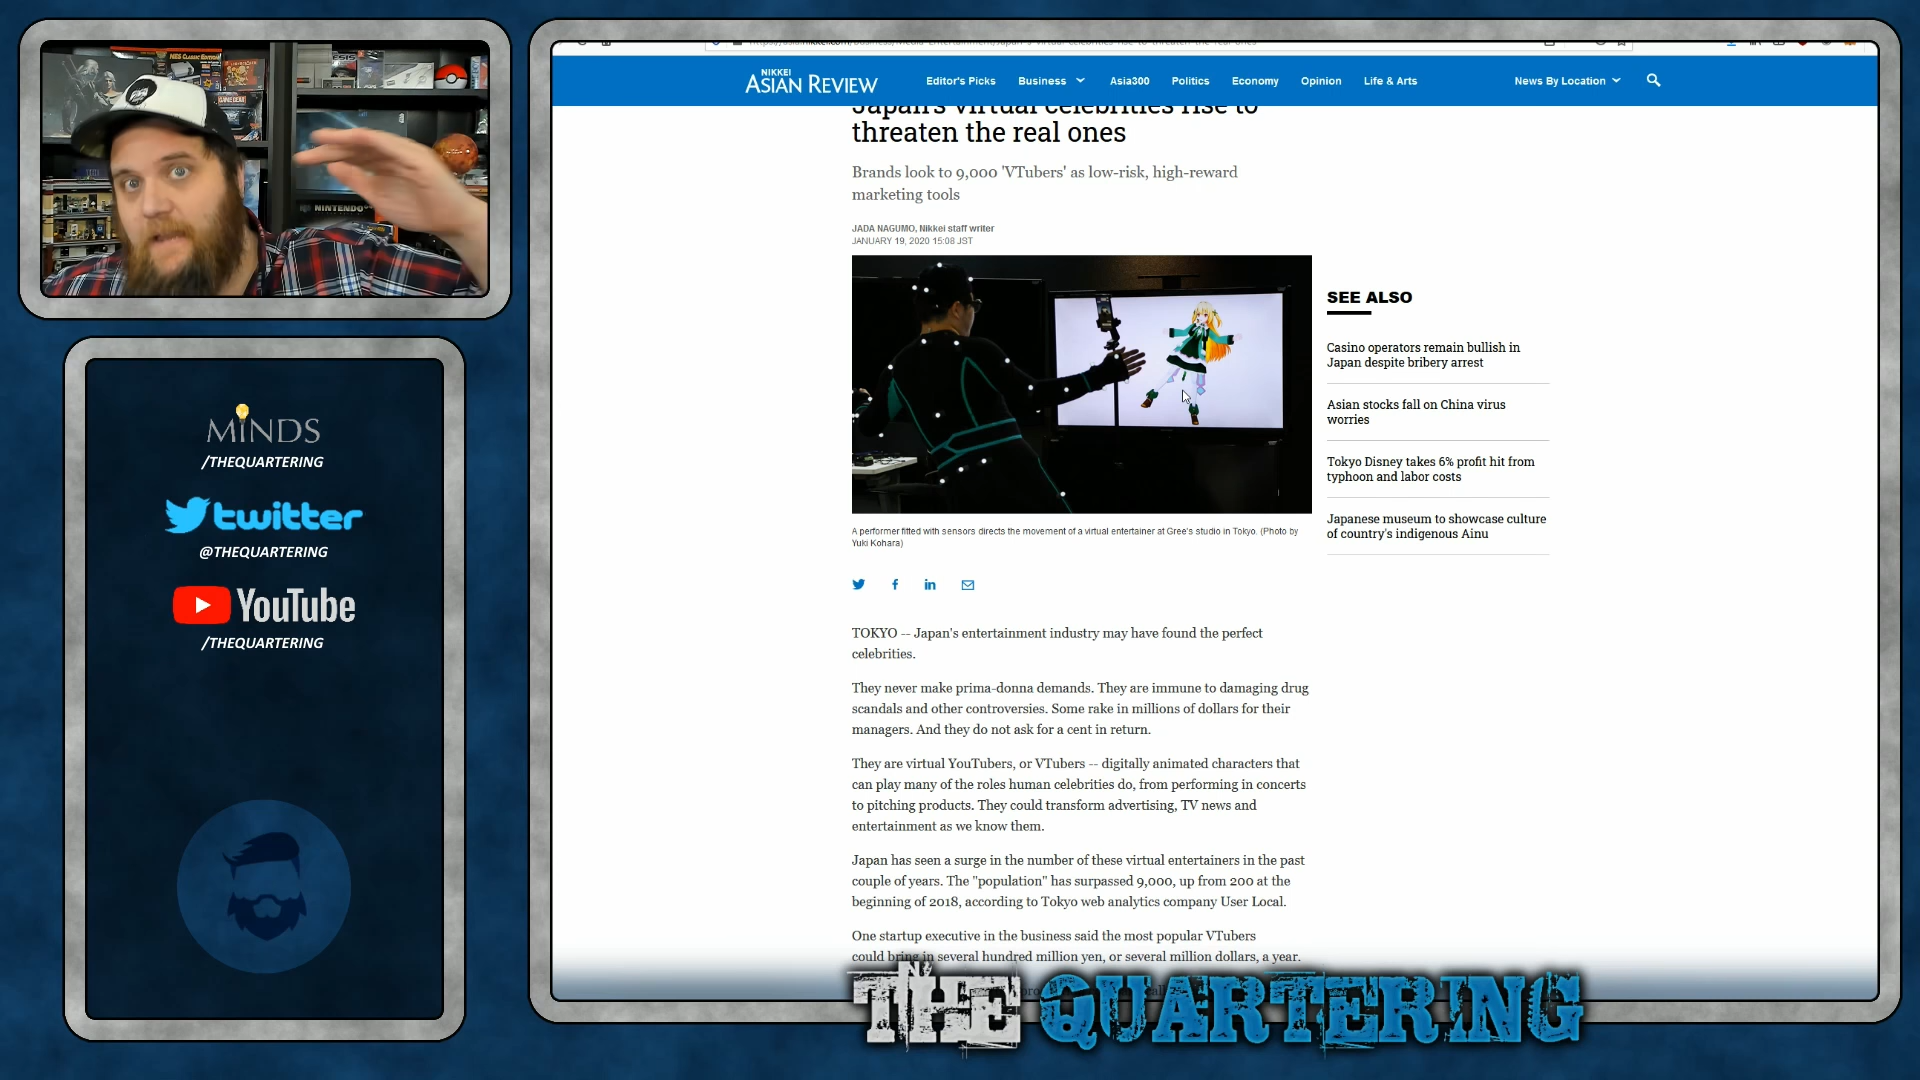 NIKKEI
ASIAN REVIEW
Editor's Picks
Business
Asia300
Politics
Economy
Opinion
Life & Arts
News By Location
Japan's virtual celebrities rise to
threaten the real ones
Brands look to 9,000 'VTubers' as low-risk, high-reward
marketing tools
JADA NAGUMO, Nikkei staff writer
JANUARY 19, 2020 15:08 JST
A performer fitted with sensors directs the movement of a virtual entertainer at Gree's studio in Tokyo. (Photo by
Yuki Kohara)
TOKYO -- Japan's entertainment industry may have found the perfect
celebrities.
They never make prima-donna demands. They are immune to damaging drug
scandals and other controversies. Some rake in millions of dollars for their
managers. And they do not ask for a cent in return.
They are virtual YouTubers, or VTubers -- digitally animated characters that
can play many of the roles human celebrities do, from performing in concerts
to pitching products. They could transform advertising, TV news and
entertainment as we know them.
Japan has seen a surge in the number of these virtual entertainers in the past
couple of years. The "population" has surpassed 9,000, up from 200 at the
beginning of 2018, according to Tokyo web analytics company User Local.
One startup executive in the business said the most popular VTubers
could bring in several hundred million yen, or several million dollars, a year.
SEE ALSO
Casino operators remain bullish in
Japan despite bribery arrest
Asian stocks fall on China virus
worries
Tokyo Disney takes 6% profit hit from
typhoon and labor costs
Japanese museum to showcase culture
of country's indigenous Ainu
NINTENDO
MINDS
/THEQUARTERING
twitter
@THEQUARTERING
YouTube
/THEQUARTERING
THE QUARTERING